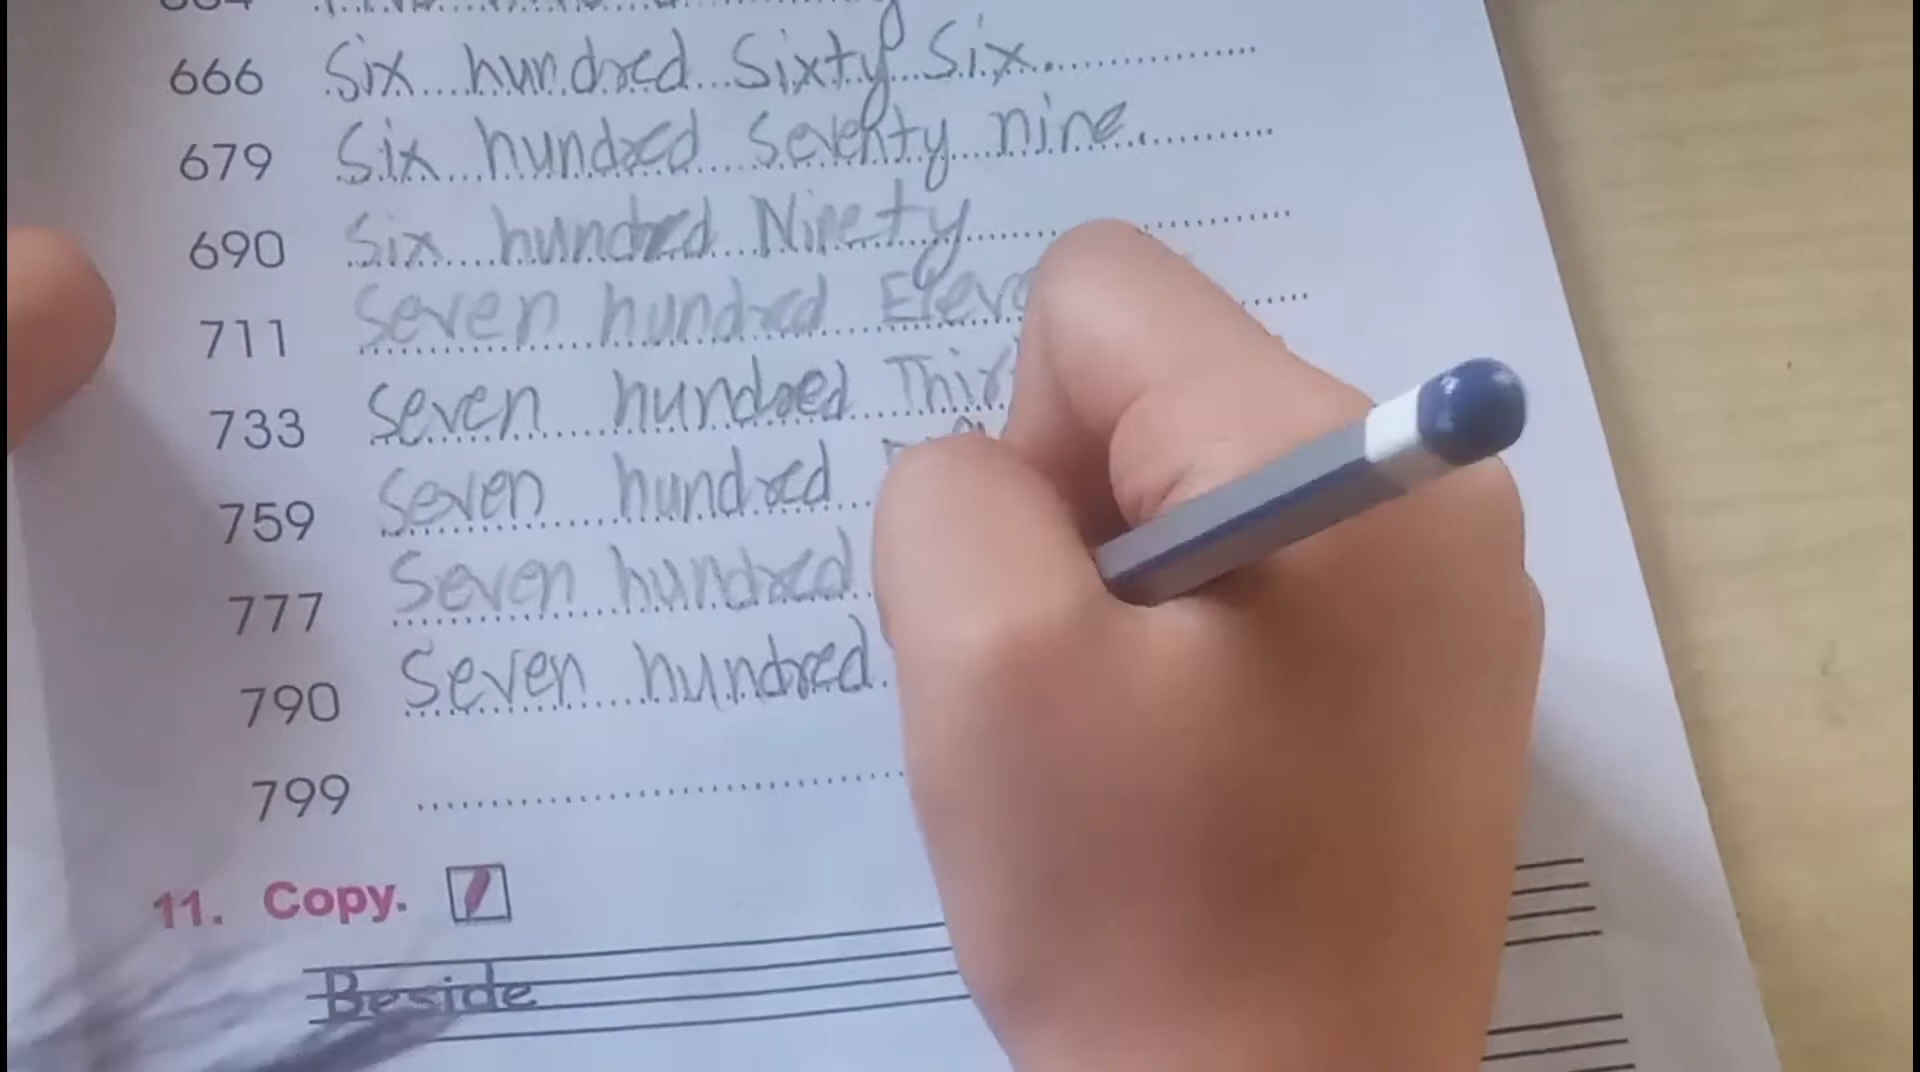 666 Six hundred Sixty Six
679 Six hundred Seventy nine
690 Six hundred Ninety
711 Seven hundred
733 Seven hundred
759 Seven hundred
777 Seven hundred
790 Seven hundred
799
11. Copy.
Beside